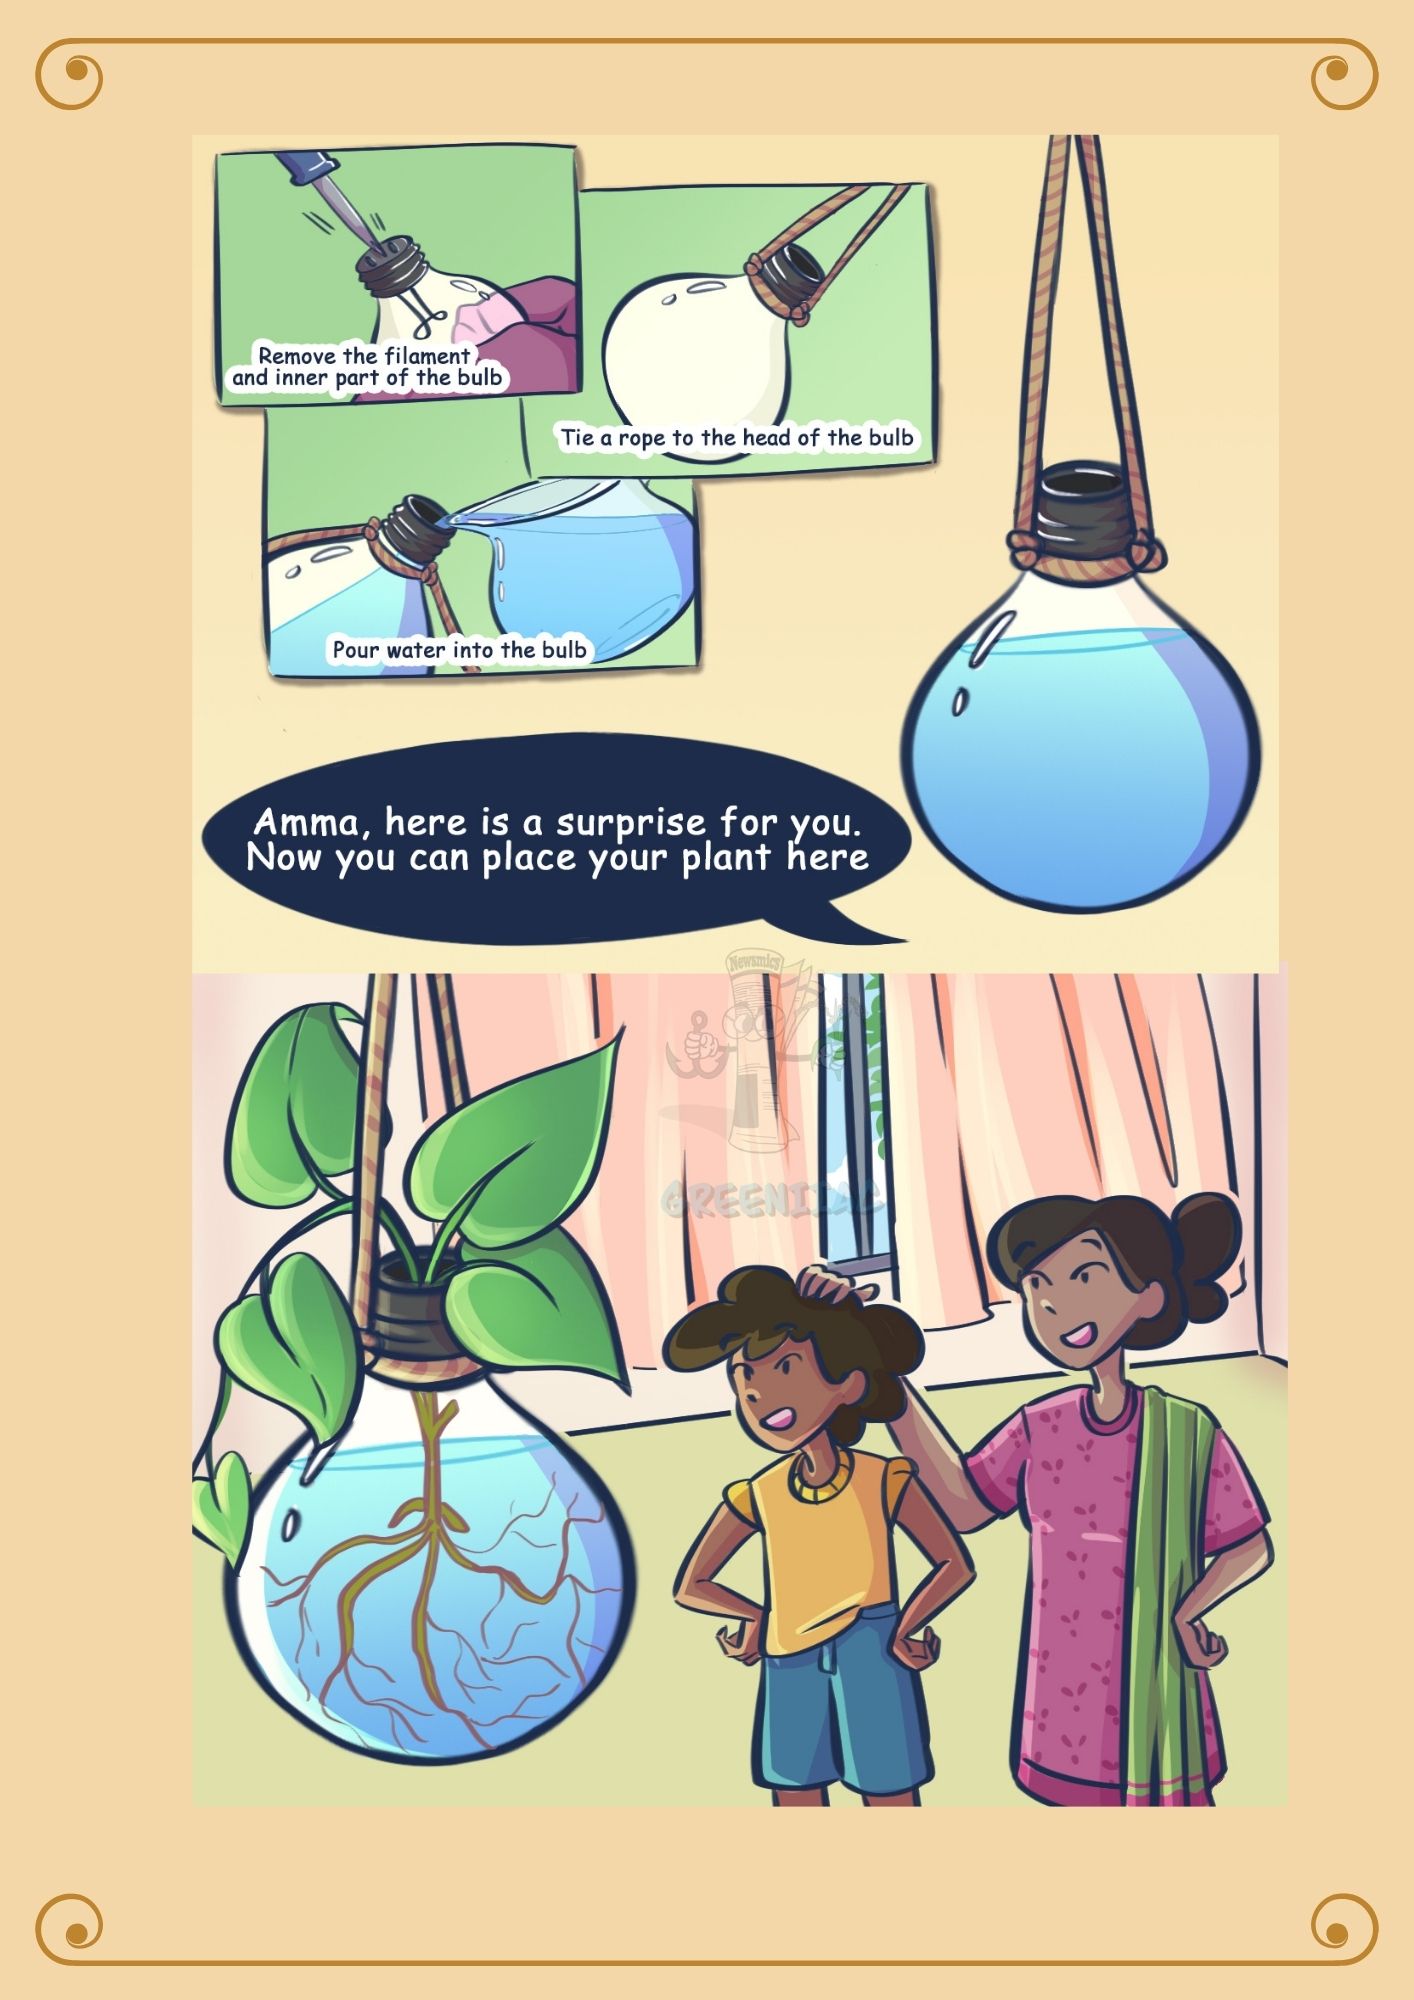 Remove the filament
and inner part of the bulb
Tie a rope to the head of the bulb
Pour water into the bulb
Amma, here is a surprise for you.
Now you can place your plant here
Newsmics